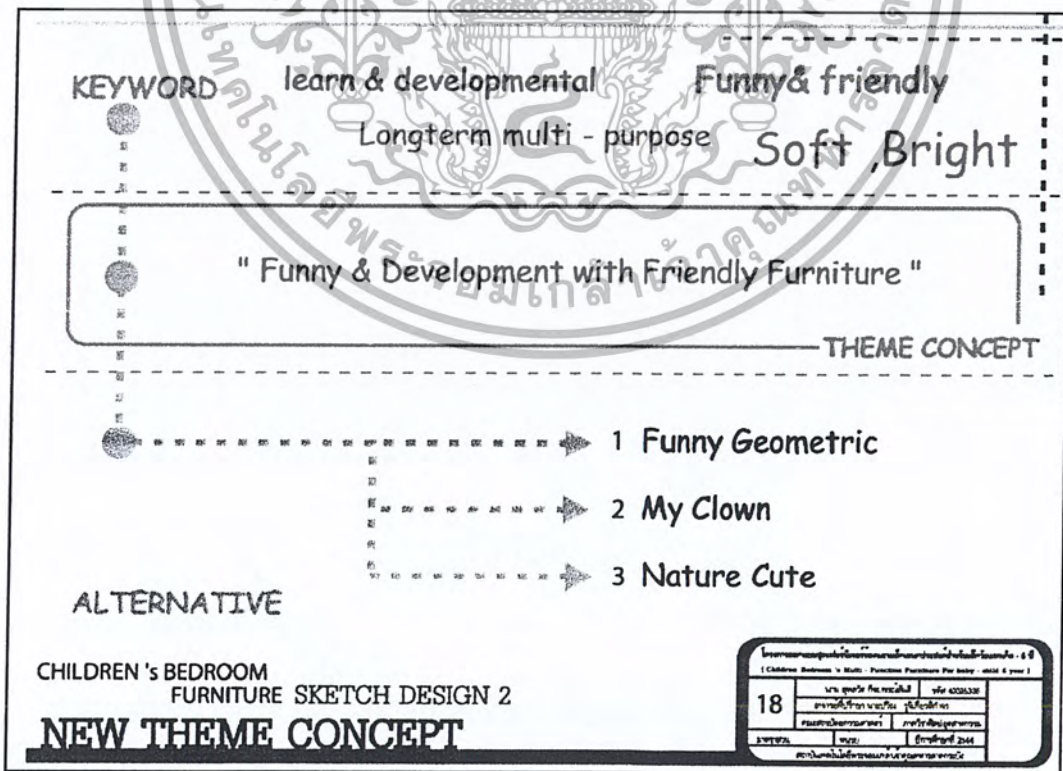 KEYWORD
learn & developmental
Funny& friendly
Longterm multi - purpose
Soft ,Bright
" Funny & Development with Friendly Furniture "
THEME CONCEPT
1 Funny Geometric
2 My Clown
3 Nature Cute
ALTERNATIVE
CHILDREN 's BEDROOM
FURNITURE SKETCH DESIGN 2
NEW THEME CONCEPT
18